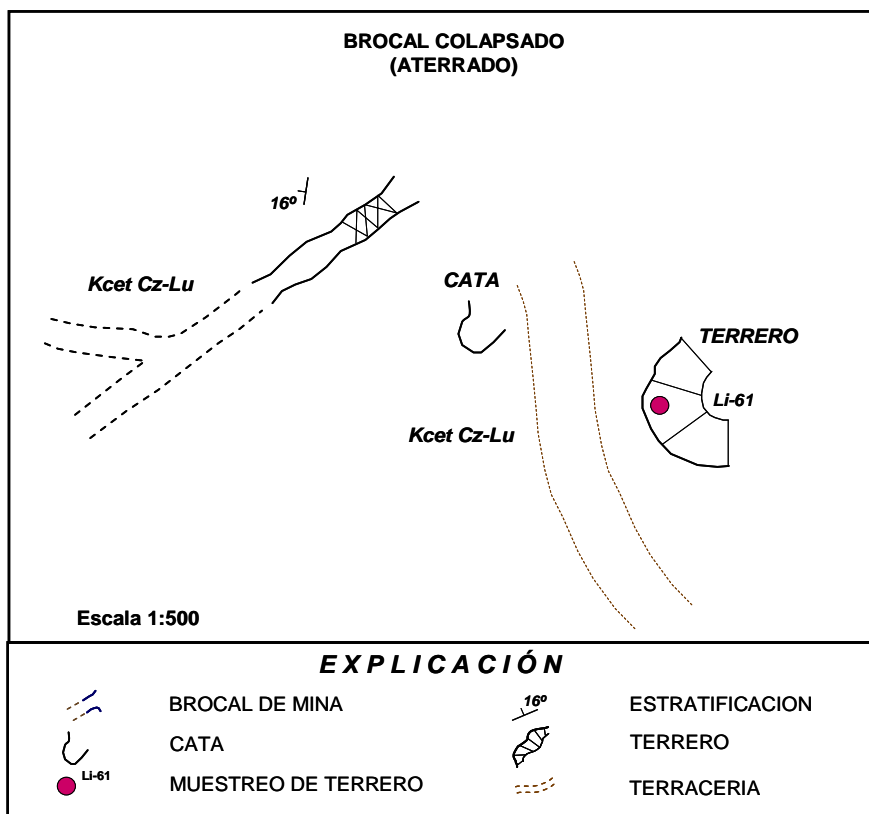 BROCAL COLAPSADO
(ATERRADO)
16º
Kcet Cz-Lu
CATA
TERRERO
Li-61
Kcet Cz-Lu
Escala 1:500
EXPLICACIÓN
BROCAL DE MINA
16º
ESTRATIFICACION
CATA
TERRERO
Li-61
MUESTREO DE TERRERO
TERRACERIA